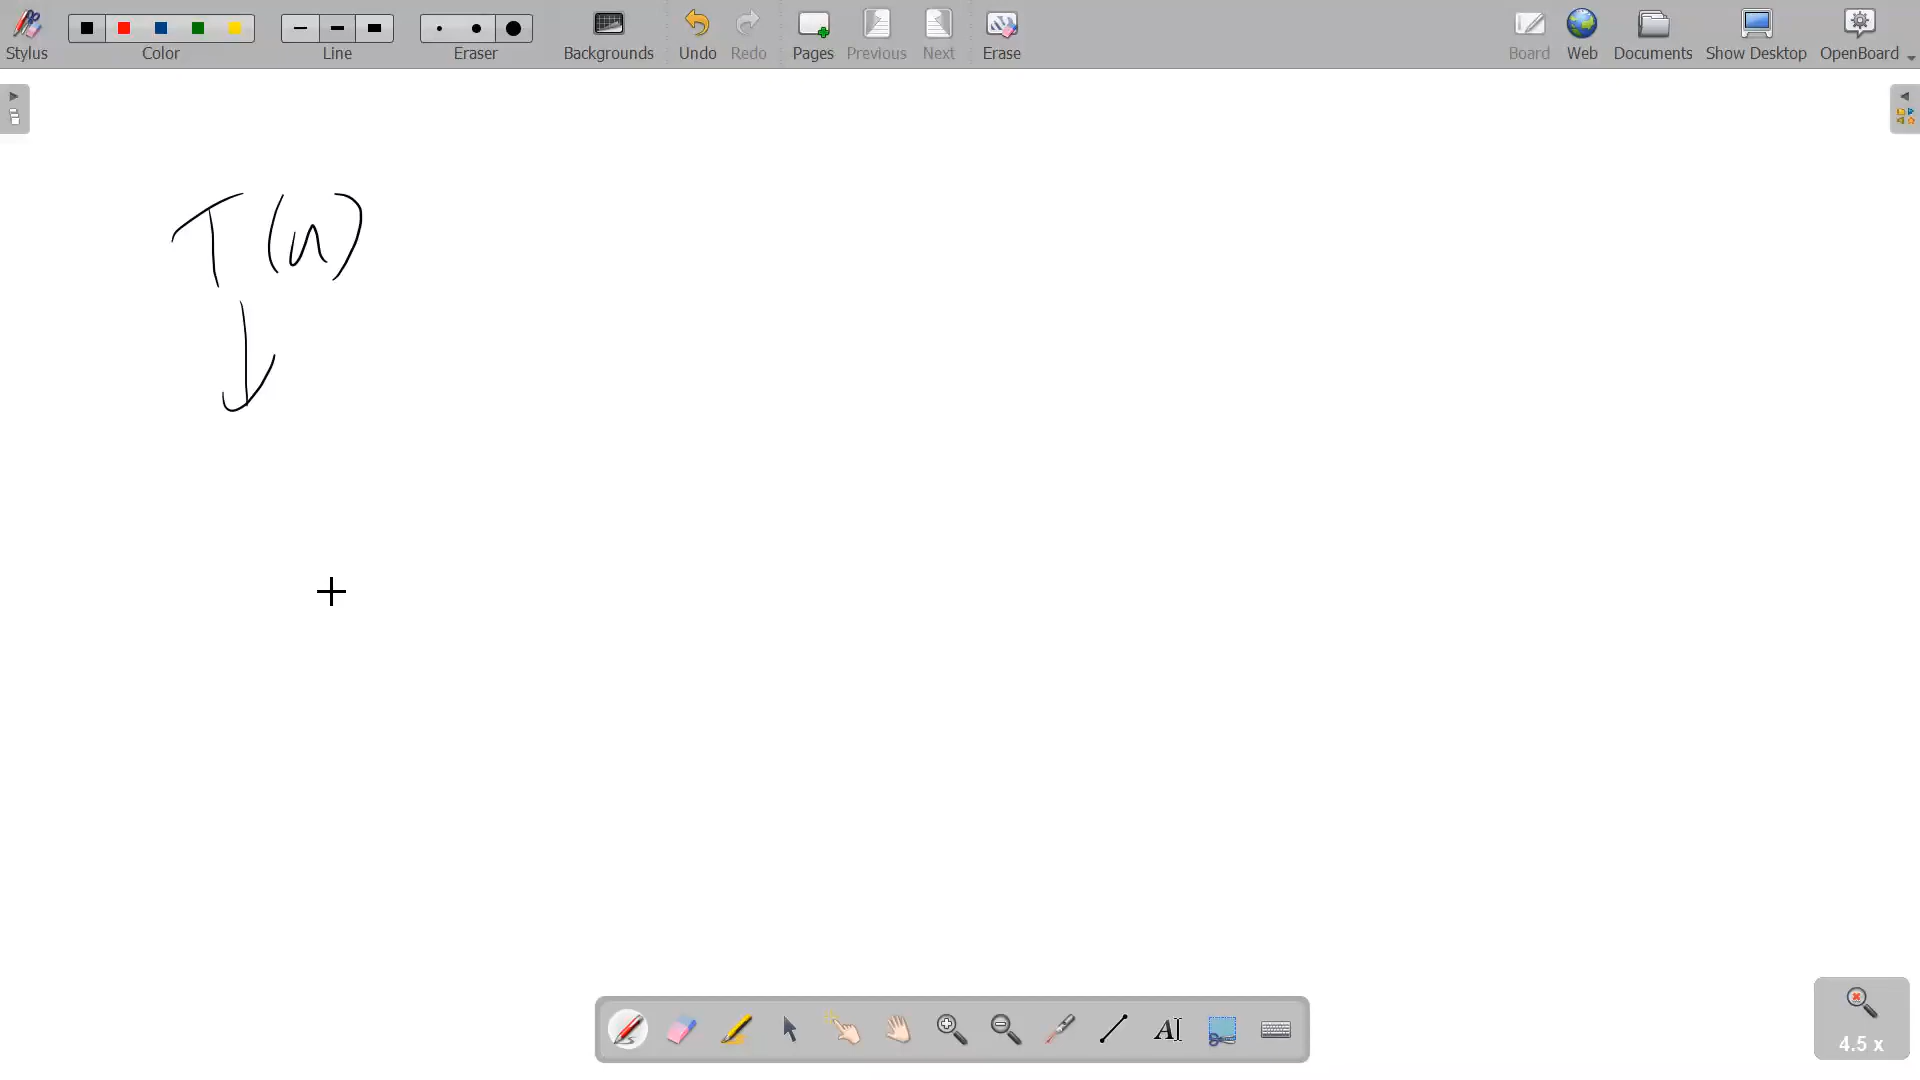 Stylus Color Line Eraser Backgrounds Undo Redo Pages Previous Next Erase Board Web Documents Show Desktop OpenBoard
T(n)
4.5 x